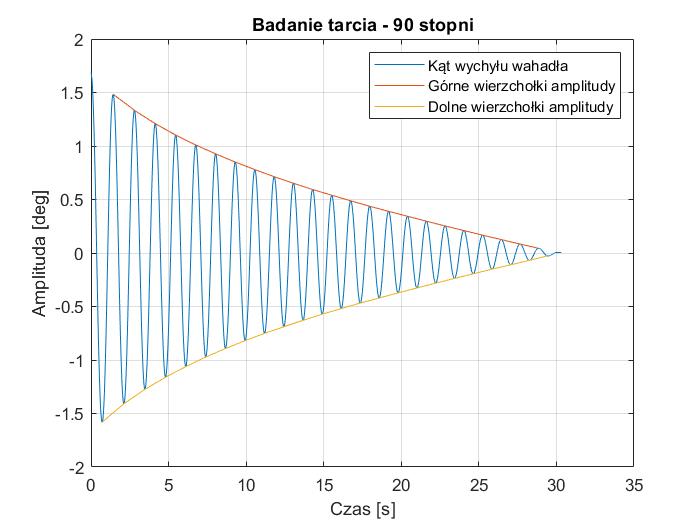 Badanie tarcia - 90 stopni
Kąt wychyłu wahadła
Górne wierzchołki amplitudy
Dolne wierzchołki amplitudy
2
1.5
1
0.5
0
-0.5
-1
-1.5
-2
Amplituda [deg]
0 5 10 15 20 25 30 35
Czas [s]